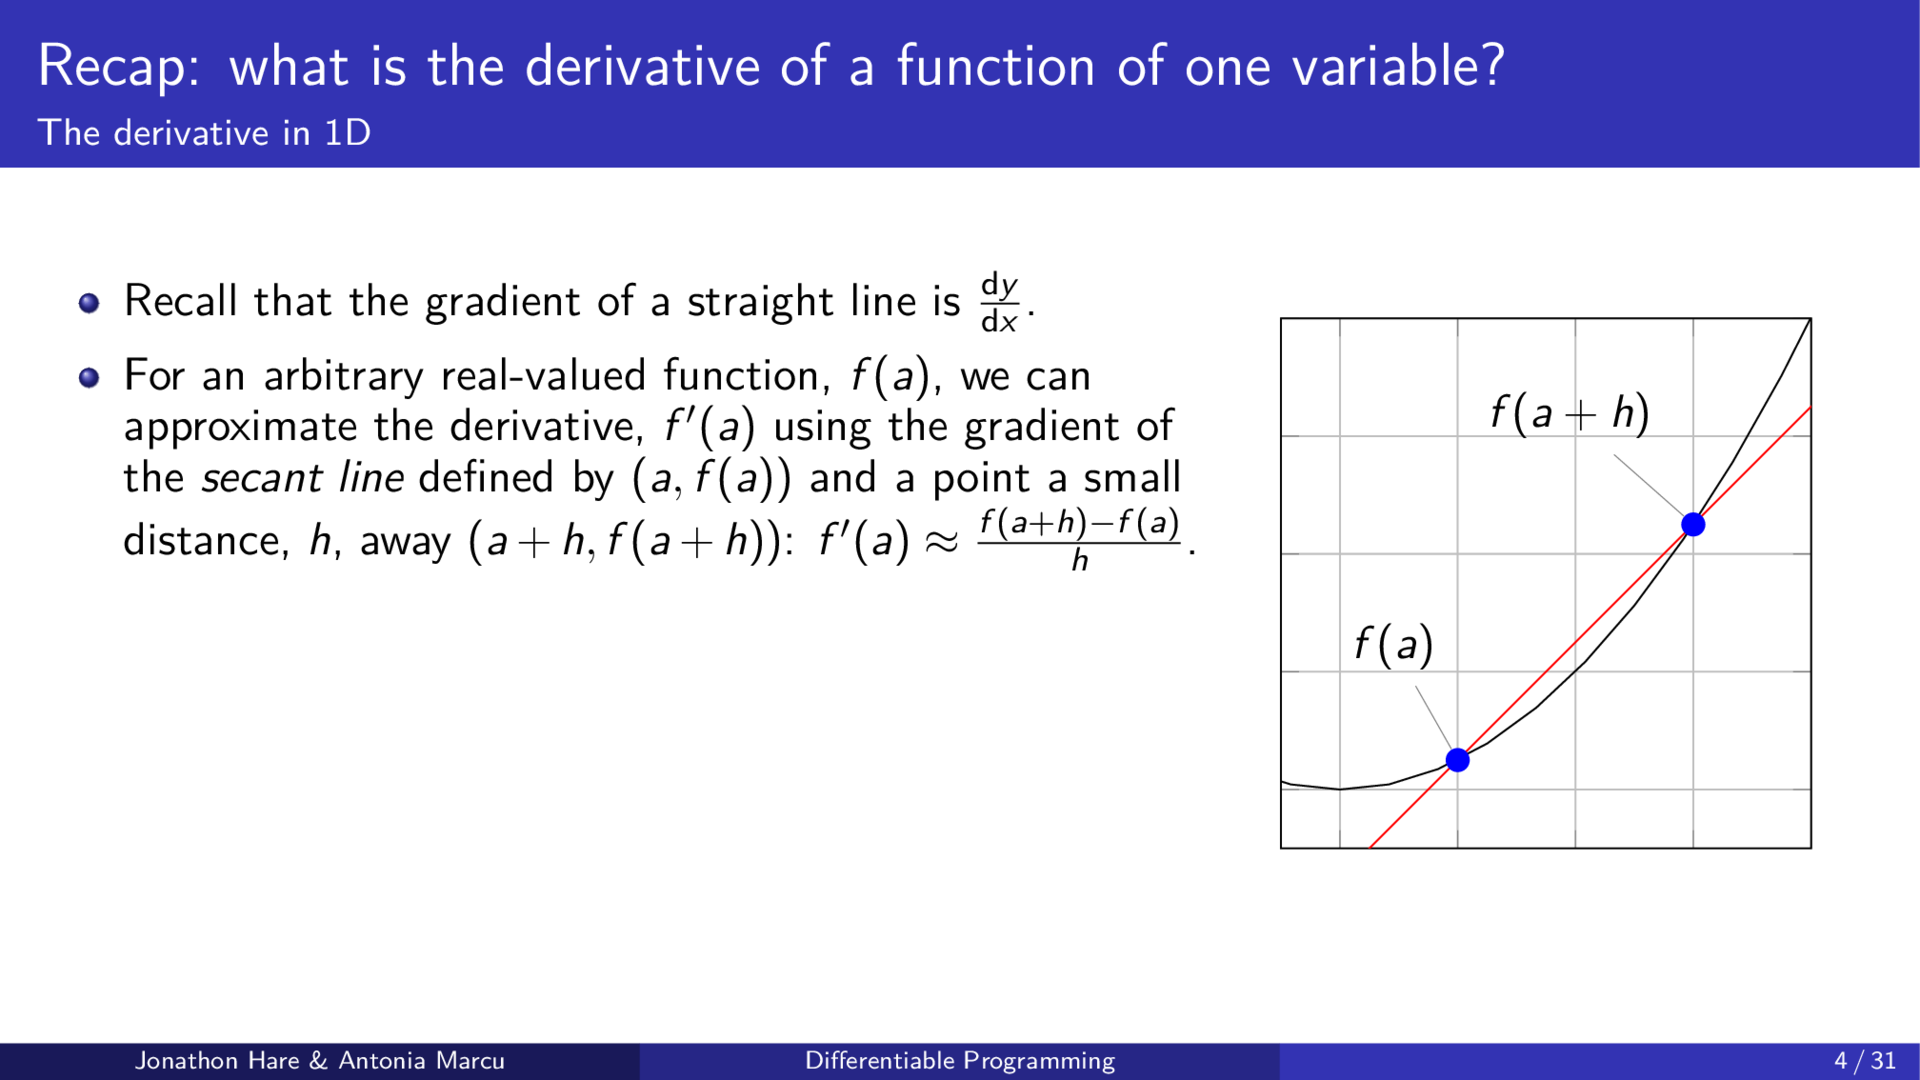 Recap: what is the derivative of a function of one variable?
The derivative in 1D
Recall that the gradient of a straight line is dy/dx.
For an arbitrary real-valued function, f(a), we can
approximate the derivative, f′(a) using the gradient of
the secant line defined by (a, f(a)) and a point a small
distance, h, away (a + h, f(a + h)): f′(a) ≈ f(a+h)−f(a)/h.
f(a + h)
f(a)
Jonathon Hare & Antonia Marcu
Differentiable Programming
4 / 31